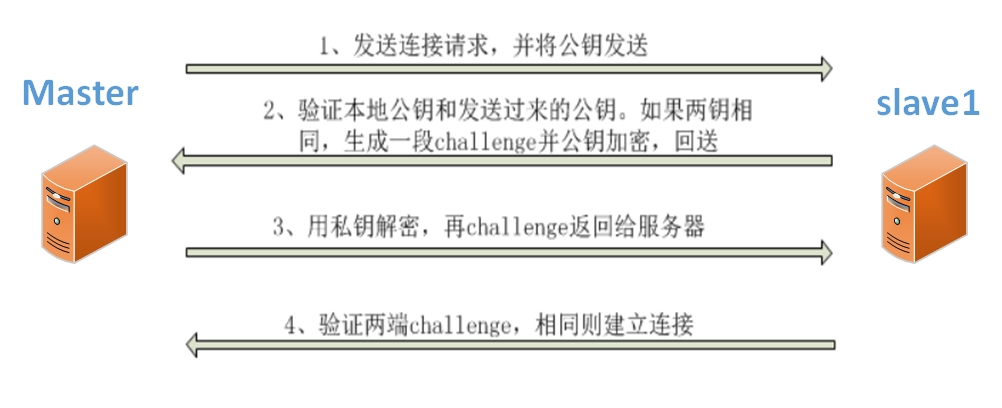 1、发送连接请求，并将公钥发送
Master
2、验证本地公钥和发送过来的公钥。如果两钥相
同，生成一段challenge并公钥加密，回送
slave1
3、用私钥解密，再challenge返回给服务器
4、验证两端challenge，相同则建立连接